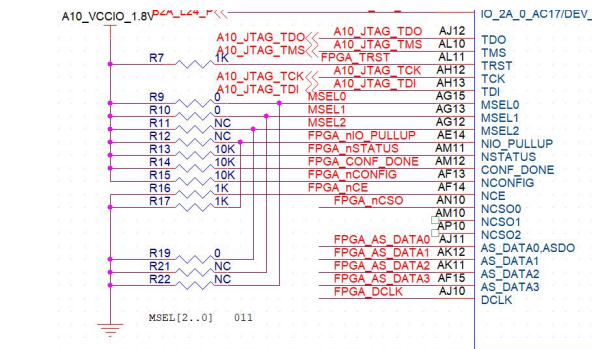 A10_VCCIO_1.8V
IO_2A_0_AC17/DEV_
A10_JTAG_TDO A10_JTAG_TDO AJ12 TDO
A10_JTAG_TMS A10_JTAG_TMS AL10 TMS
R7 1K FPGA_TRST AL11 TRST
A10_JTAG_TCK A10_JTAG_TCK AH12 TCK
A10_JTAG_TDI A10_JTAG_TDI AH13 TDI
R9 0 MSEL0 AG15 MSEL0
R10 0 MSEL1 AG13 MSEL1
R11 NC MSEL2 AG12 MSEL2
R12 NC FPGA_nIO_PULLUP AE14 NIO_PULLUP
R13 10K FPGA_nSTATUS AM11 NSTATUS
R14 10K FPGA_CONF_DONE AM12 CONF_DONE
R15 10K FPGA_nCONFIG AF13 NCONFIG
R16 1K FPGA_nCE AF14 NCE
R17 1K FPGA_nCSO AN10 NCSO0
AM10 NCSO1
AP10 NCSO2
FPGA_AS_DATA0 AJ11 AS_DATA0,ASDO
R19 0 FPGA_AS_DATA1 AK12 AS_DATA1
R21 NC FPGA_AS_DATA2 AK11 AS_DATA2
R22 NC FPGA_AS_DATA3 AF15 AS_DATA3
FPGA_DCLK AJ10 DCLK
MSEL[2..0] 011